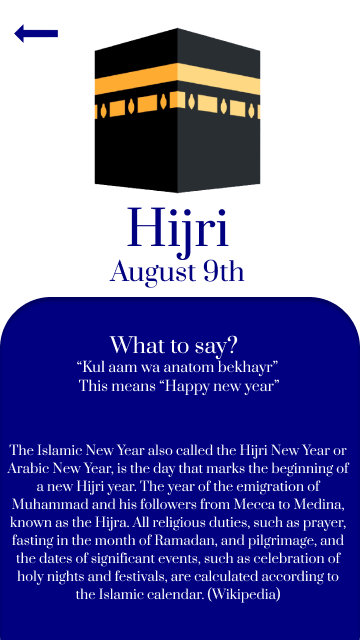 Hijri
August 9th
What to say?
“Kul aam wa anatom bekhayr”
This means “Happy new year”
The Islamic New Year also called the Hijri New Year or
Arabic New Year, is the day that marks the beginning of
a new Hijri year. The year of the emigration of
Muhammad and his followers from Mecca to Medina,
known as the Hijra. All religious duties, such as prayer,
fasting in the month of Ramadan, and pilgrimage, and
the dates of significant events, such as celebration of
holy nights and festivals, are calculated according to
the Islamic calendar. (Wikipedia)